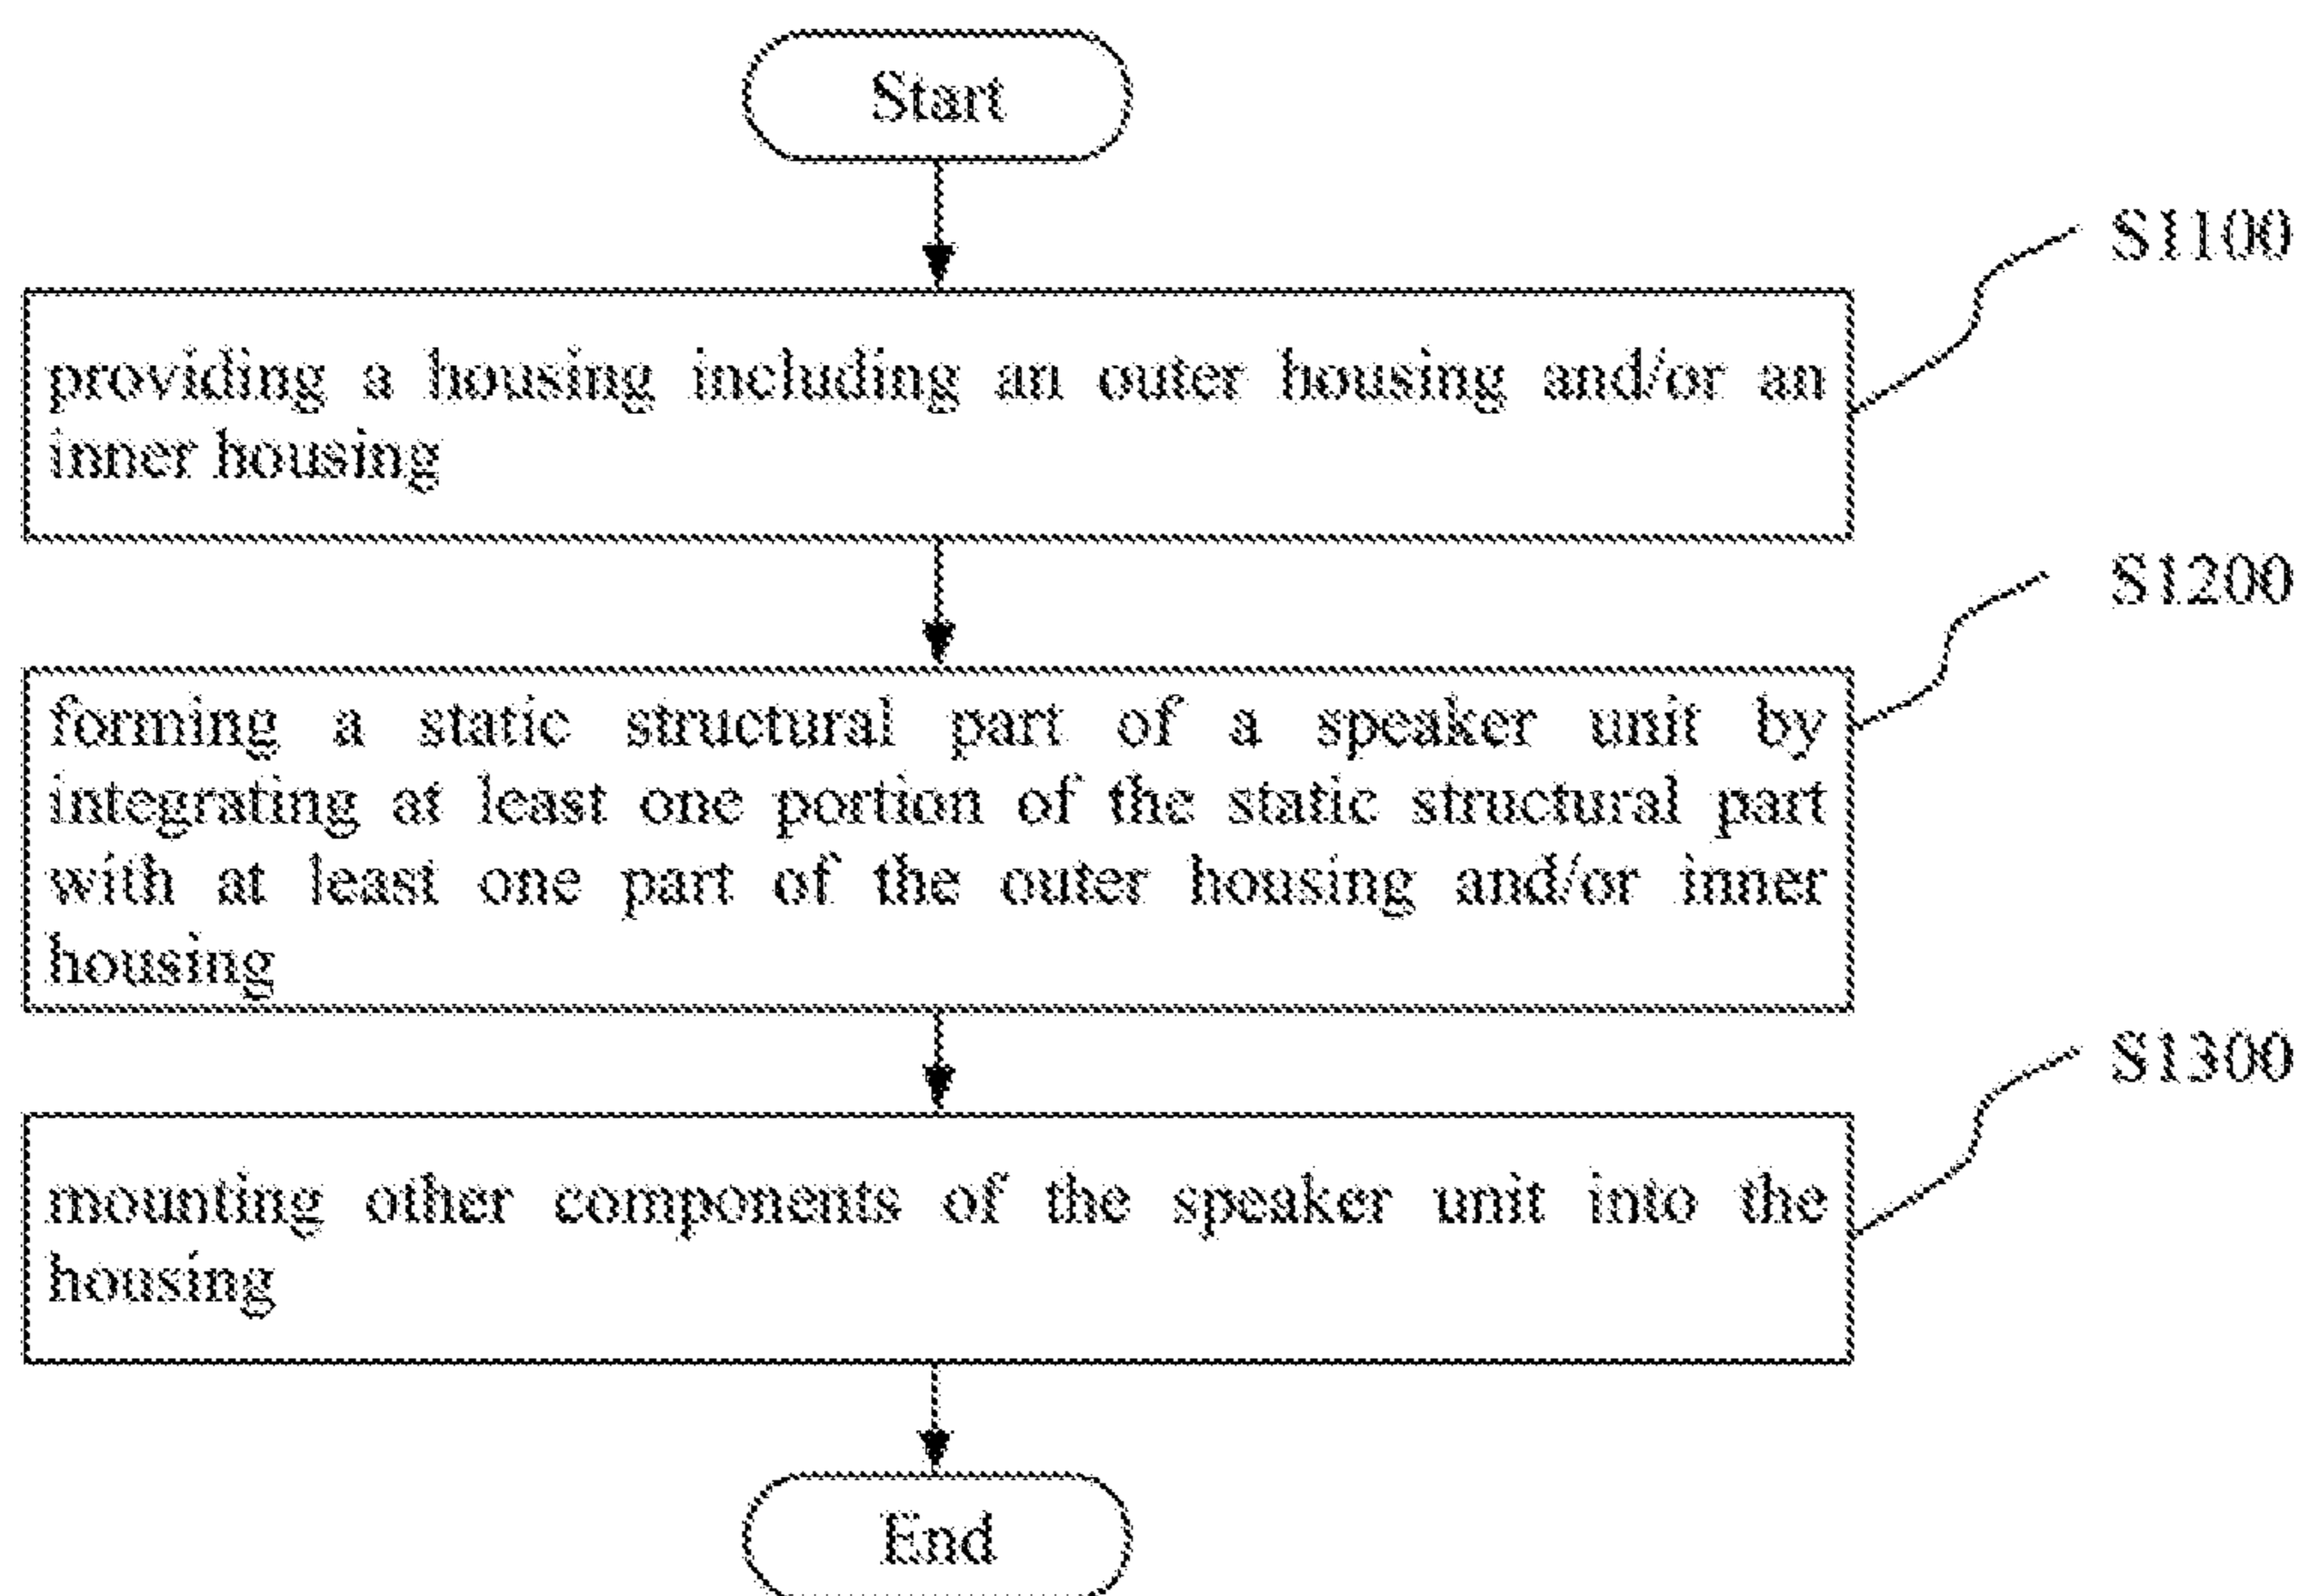 Start
S1100
providing a housing including an outer housing and/or an
inner housing
S1200
forming a static structural part of a speaker unit by
integrating at least one portion of the static structural part
with at least one part of the outer housing and/or inner
housing
S1300
mounting other components of the speaker unit into the
housing
End